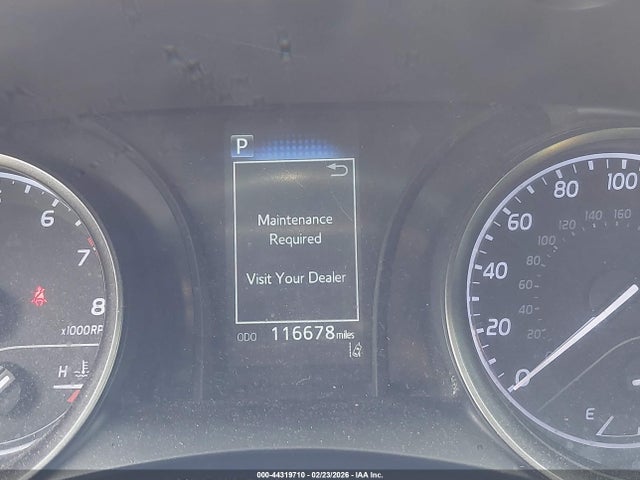 P
Maintenance
Required
Visit Your Dealer
ODO 116678 miles
6
7
8
x1000RP
H
0
20
40
60
80
100
20
40
60
80
100
120
140
160
E
000-44319710 - 02/23/2026 - IAA Inc.